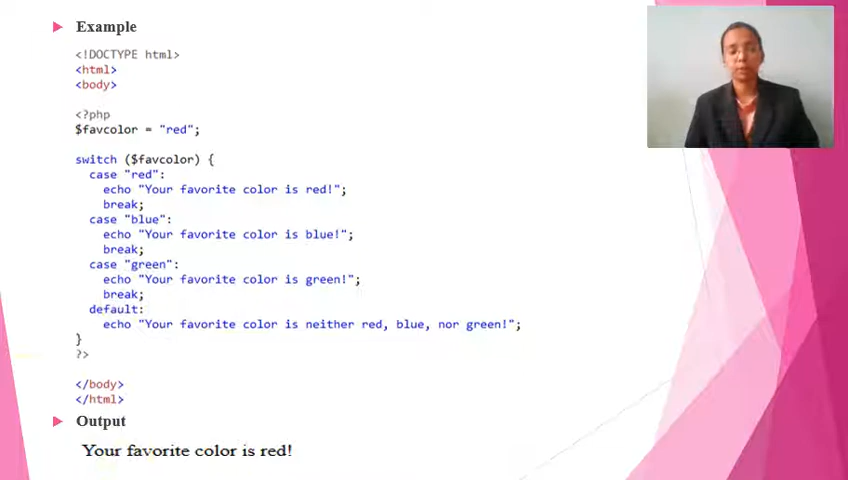 Example
<!DOCTYPE html>
<html>
<body>
<?php
$favcolor = "red";
switch ($favcolor) {
case "red":
echo "Your favorite color is red!";
break;
case "blue":
echo "Your favorite color is blue!";
break;
case "green":
echo "Your favorite color is green!";
break;
default:
echo "Your favorite color is neither red, blue, nor green!";
}
?>
</body>
</html>
Output
Your favorite color is red!